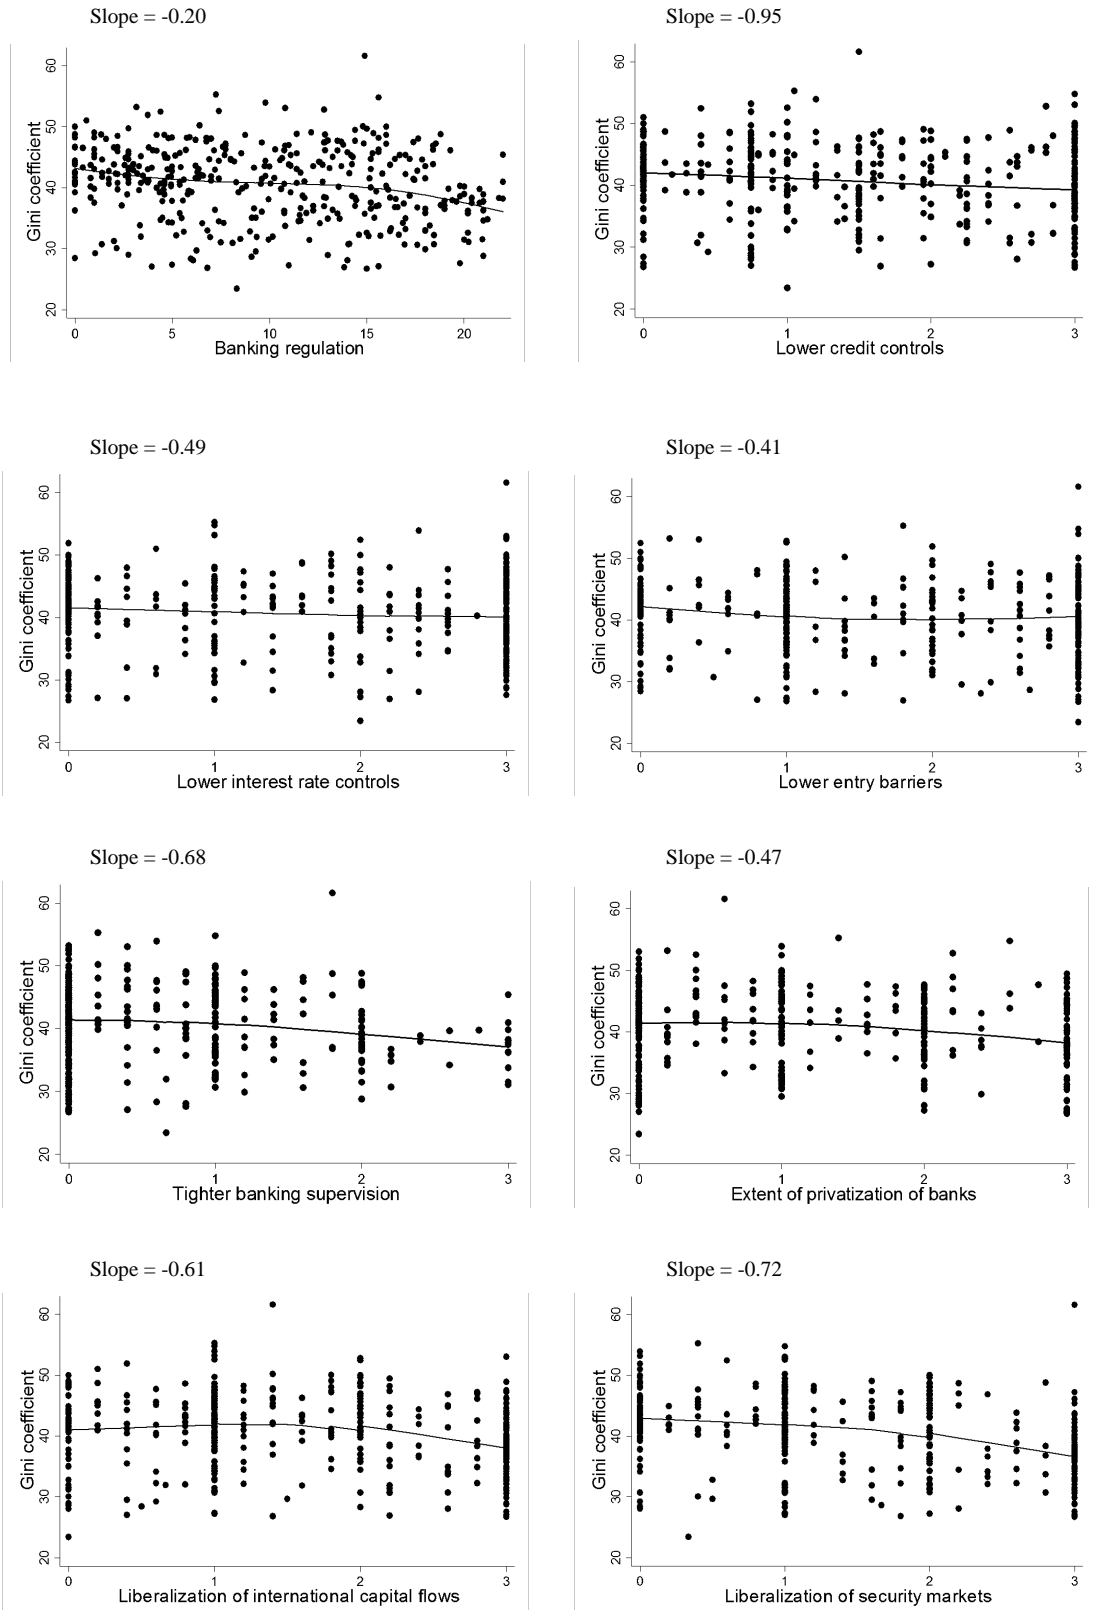 Slope = -0.20
Slope = -0.95
Gini coefficient
20 30 40 50 60
0 5 10 15 20
Banking regulation
Gini coefficient
20 30 40 50 60
0 1 2 3
Lower credit controls
Slope = -0.49
Slope = -0.41
Gini coefficient
20 30 40 50 60
0 1 2 3
Lower interest rate controls
Gini coefficient
20 30 40 50 60
0 1 2 3
Lower entry barriers
Slope = -0.68
Slope = -0.47
Gini coefficient
20 30 40 50 60
0 1 2 3
Tighter banking supervision
Gini coefficient
20 30 40 50 60
0 1 2 3
Extent of privatization of banks
Slope = -0.61
Slope = -0.72
Gini coefficient
20 30 40 50 60
0 1 2 3
Liberalization of international capital flows
Gini coefficient
20 30 40 50 60
0 1 2 3
Liberalization of security markets